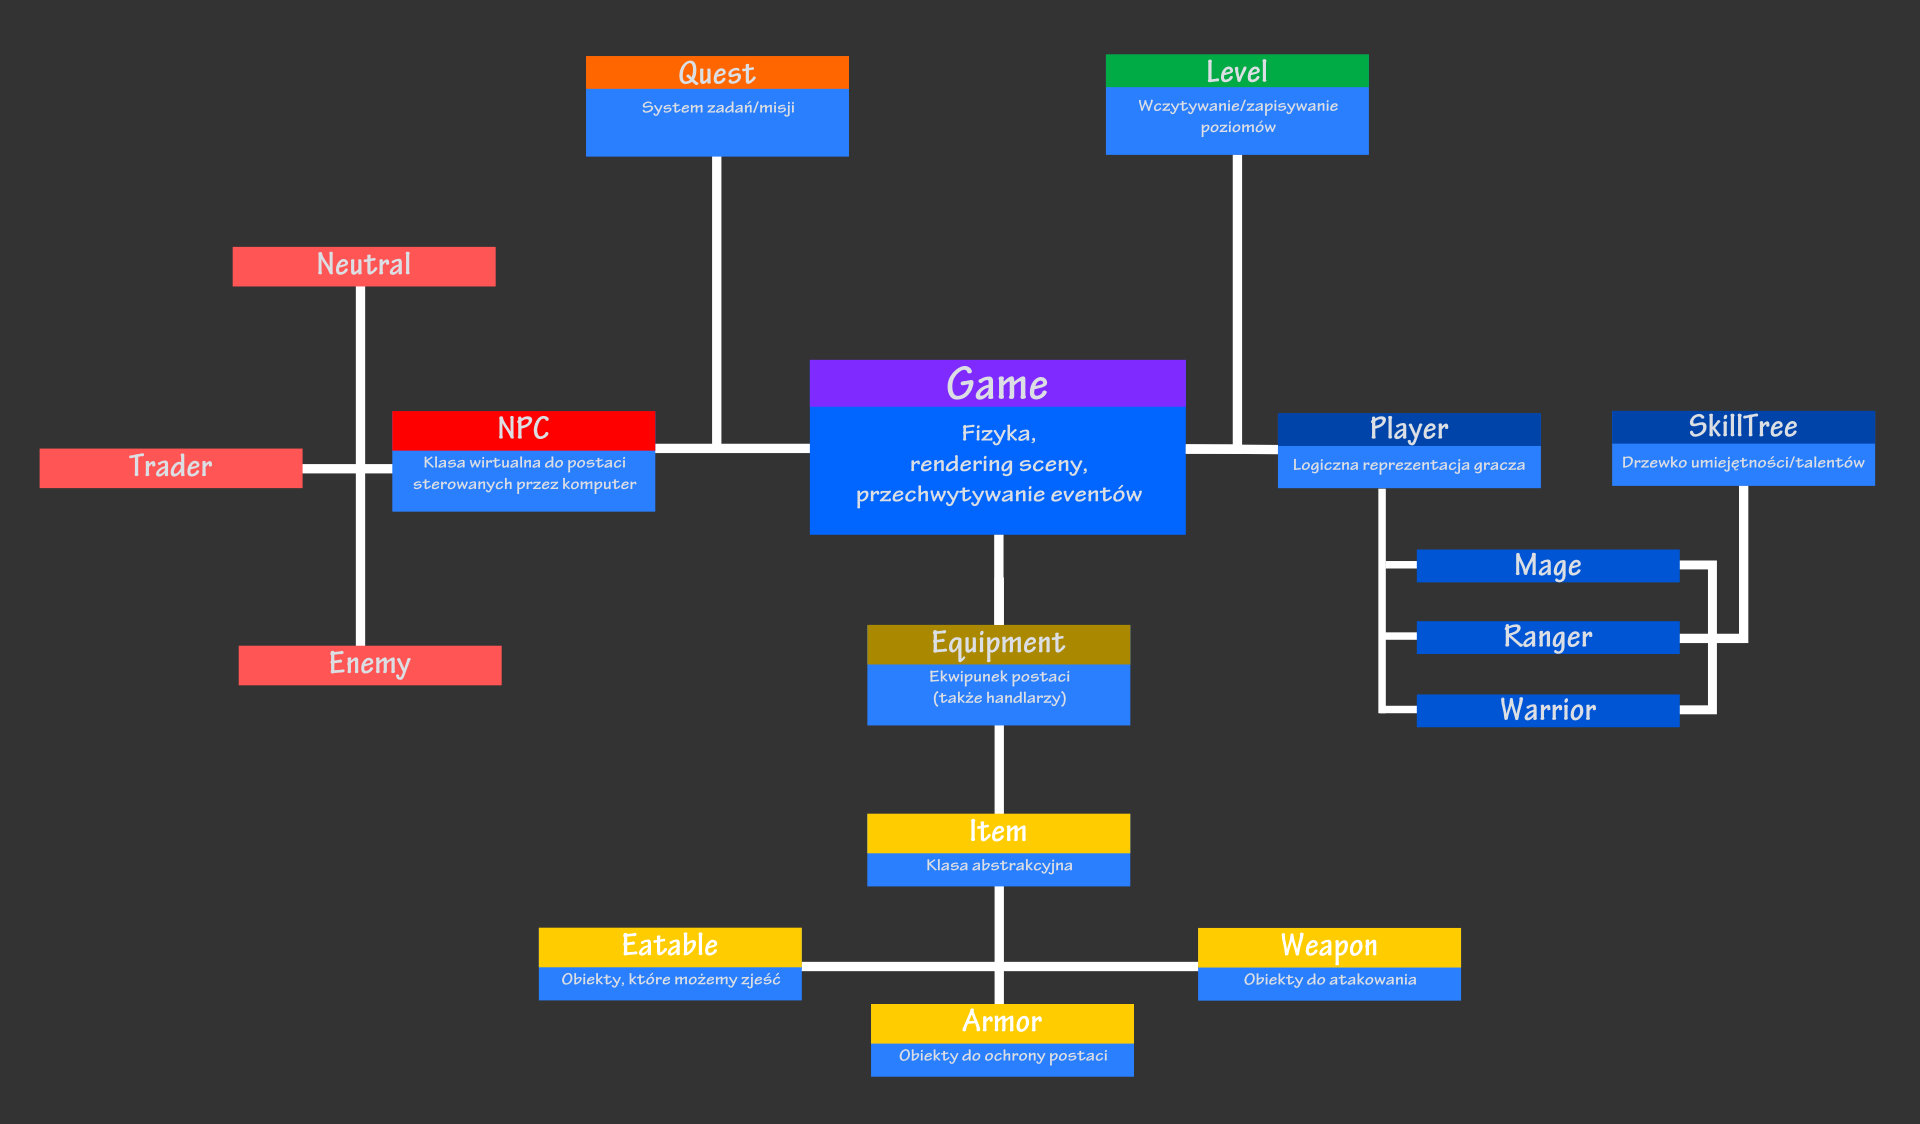 Quest
System zadań/misji
Level
Wczytywanie/zapisywanie
poziomów
Neutral
Game
Fizyka,
rendering sceny,
przechwytywanie eventów
NPC
Klasa wirtualna do postaci
sterowanych przez komputer
Trader
Enemy
Player
Logiczna reprezentacja gracza
SkillTree
Drzewko umiejętności/talentów
Mage
Ranger
Warrior
Equipment
Ekwipunek postaci
(także handlarzy)
Item
Klasa abstrakcyjna
Eatable
Obiekty, które możemy zjeść
Weapon
Obiekty do atakowania
Armor
Obiekty do ochrony postaci